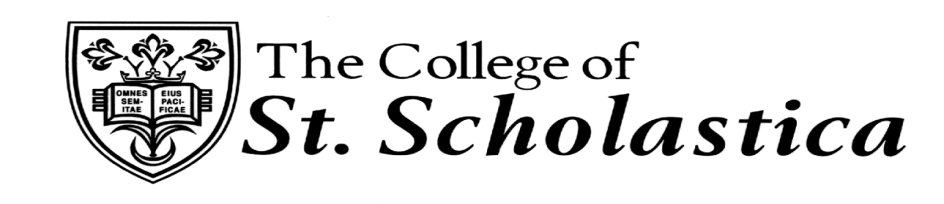 OMNES EIUS
SEM- PACI-
ITAE FICAE
The College of
St. Scholastica